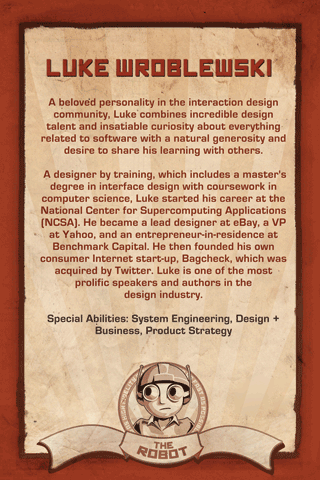 LUKE WROBLEWSKI
A beloved personality in the interaction design
community, Luke combines incredible design
talent and insatiable curiosity about everything
related to software with a natural generosity and
desire to share his learning with others.
A designer by training, which includes a master's
degree in interface design with coursework in
computer science, Luke started his career at the
National Center for Supercomputing Applications
(NCSA). He became a lead designer at eBay, a VP
at Yahoo, and an entrepreneur-in-residence at
Benchmark Capital. He then founded his own
consumer Internet start-up, Bagcheck, which was
acquired by Twitter. Luke is one of the most
prolific speakers and authors in the
design industry.
Special Abilities: System Engineering, Design +
Business, Product Strategy
THE
ROBOT